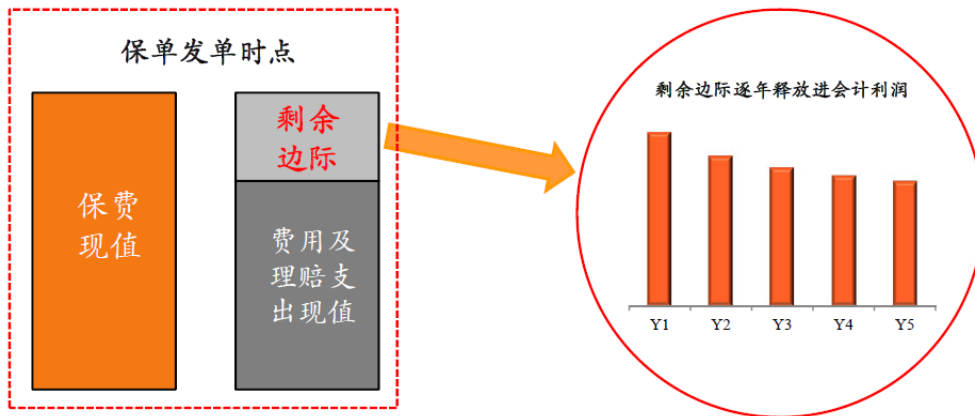 保单发单时点
保费
现值
剩余
边际
费用及
理赔支
出现值
剩余边际逐年释放进会计利润
Y1 Y2 Y3 Y4 Y5